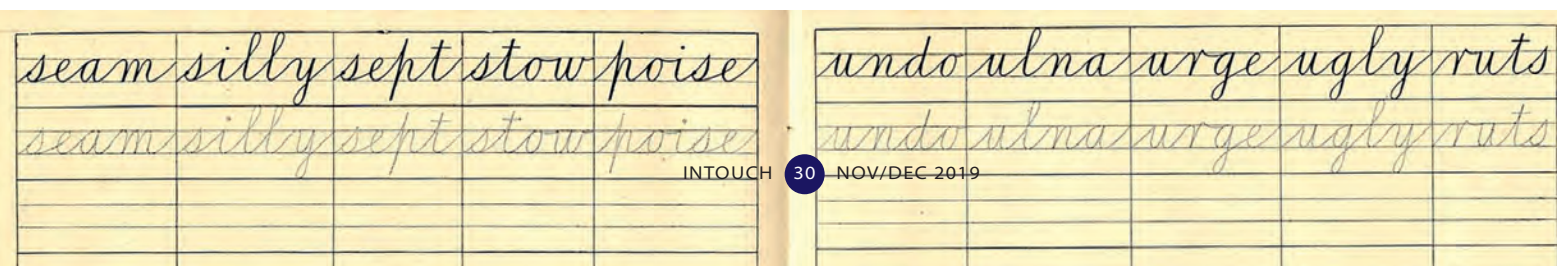 seam silly sept stow poise
seam silly sept stow poise
undo ulna urge ugly ruts
undo ulna urge ugly ruts
INTOUCH 30 NOV/DEC 2019